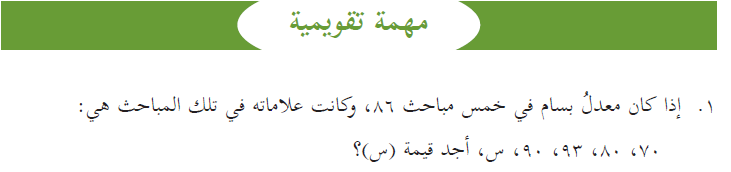 مهمة تقويمية
١. إذا كان معدلُ بسام في خمس مباحث ٨٦، وكانت علاماته في تلك المباحث هي:
٧٠، ٨٠، ٩٣، ٩٠، س، أجد قيمة (س)؟